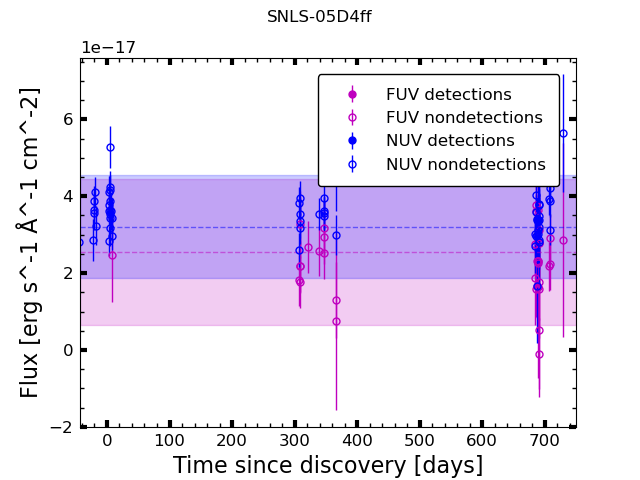 SNLS-05D4ff
1e−17
FUV detections
FUV nondetections
NUV detections
NUV nondetections
6
4
2
0
−2
Flux [erg s^-1 Å^-1 cm^-2]
0 100 200 300 400 500 600 700
Time since discovery [days]